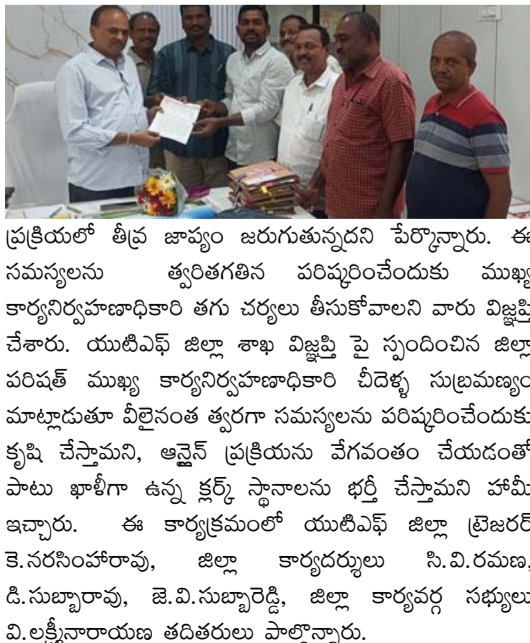 ప్రక్రియలో తీవ్ర జాప్యం జరుగుతున్నదని పేర్కొన్నారు. ఈ
సమస్యలను త్వరితగతిన పరిష్కరించేందుకు ముఖ్య
కార్యనిర్వహణాధికారి తగు చర్యలు తీసుకోవాలని వారు విజ్ఞప్తి
చేశారు. యుటిఎఫ్ జిల్లా శాఖ విజ్ఞప్తి పై స్పందించిన జిల్లా
పరిషత్ ముఖ్య కార్యనిర్వహణాధికారి చీదెళ్ళ సుబ్రమణ్యం
మాట్లాడుతూ వీలైనంత త్వరగా సమస్యలను పరిష్కరించేందుకు
కృషి చేస్తామని, ఆన్లైన్ ప్రక్రియను వేగవంతం చేయడంతో
పాటు ఖాళీగా ఉన్న క్లర్క్ స్థానాలను భర్తీ చేస్తామని హామీ
ఇచ్చారు. ఈ కార్యక్రమంలో యుటిఎఫ్ జిల్లా ట్రెజరర్
కె.నరసింహారావు, జిల్లా కార్యదర్శులు సి.వి.రమణ,
డి.సుబ్బారావు, జె.వి.సుబ్బారెడ్డి, జిల్లా కార్యవర్గ సభ్యులు
వి.లక్ష్మీనారాయణ తదితరులు పాల్గొన్నారు.